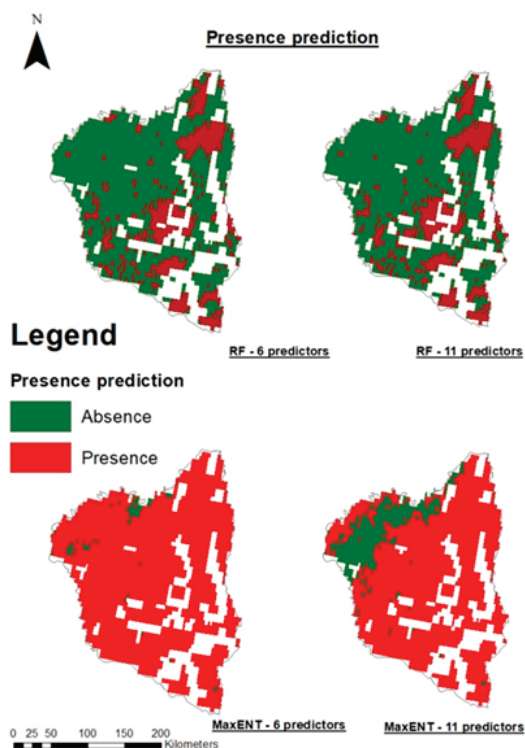 N
Presence prediction
RF - 6 predictors
RF - 11 predictors
Legend
Presence prediction
Absence
Presence
MaxENT - 6 predictors
MaxENT - 11 predictors
0 25 50 100 150 200
Kilometers